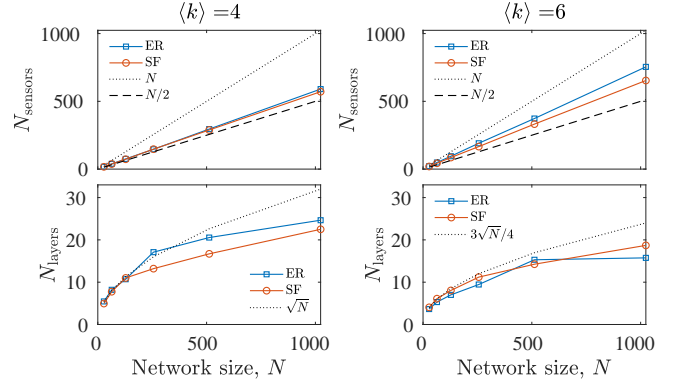 ⟨k⟩ =4
⟨k⟩ =6
1000
500
0
N_sensors
ER
SF
N
N/2
1000
500
0
N_sensors
ER
SF
N
N/2
30
20
10
0
N_layers
ER
SF
√N
0
500
1000
Network size, N
30
20
10
0
N_layers
ER
SF
3√N/4
0
500
1000
Network size, N